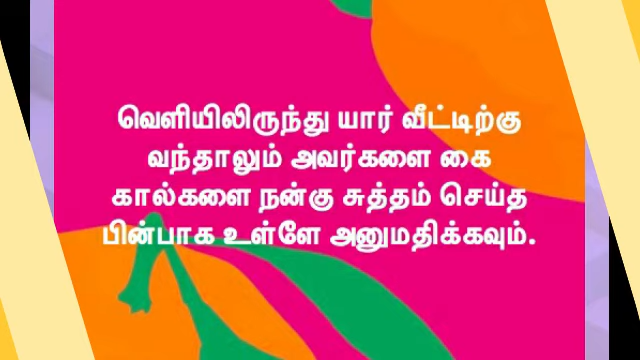 வெளியிலிருந்து யார் வீட்டிற்கு
வந்தாலும் அவர்களை கை
கால்களை நன்கு சுத்தம் செய்த
பின்பாக உள்ளே அனுமதிக்கவும்.